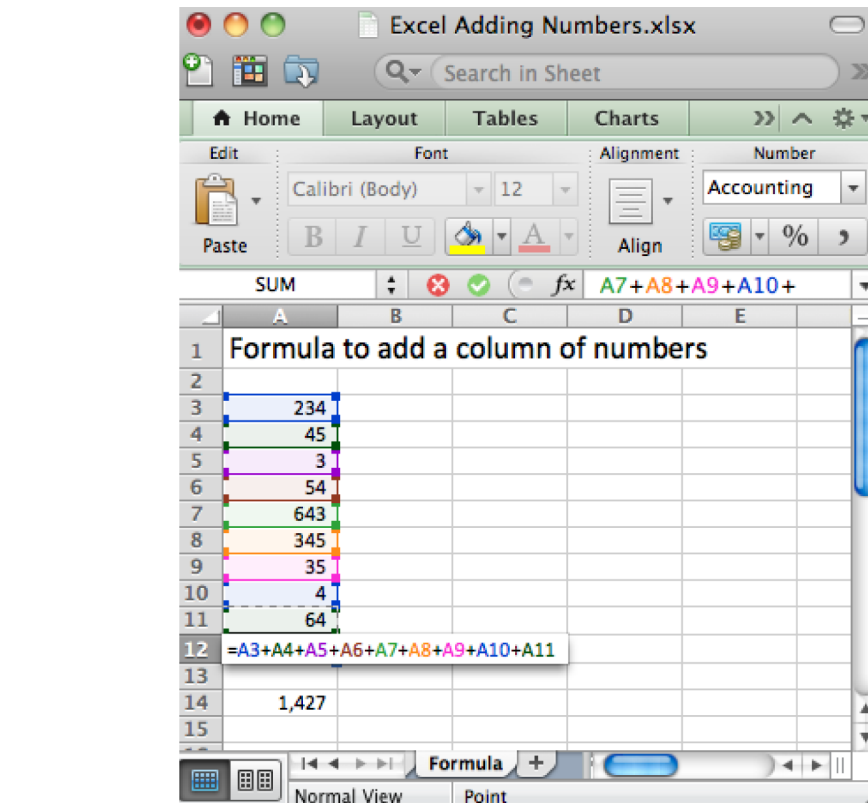 Excel Adding Numbers.xlsx
Search in Sheet
Home Layout Tables Charts
Edit Font Alignment Number
Calibri (Body) 12 Accounting
Paste B I U A Align % ,
SUM fx A7+A8+A9+A10+
A B C D E
1 Formula to add a column of numbers
2
3 234
4 45
5 3
6 54
7 643
8 345
9 35
10 4
11 64
12 =A3+A4+A5+A6+A7+A8+A9+A10+A11
13
14 1,427
15
Formula +
Normal View Point